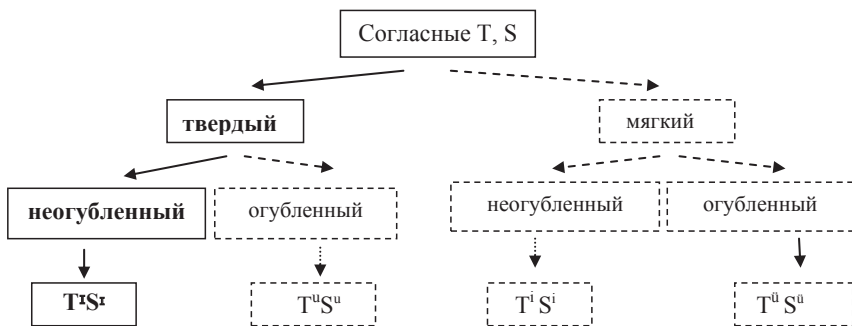 Согласные T, S
твердый
мягкий
неогубленный
огубленный
неогубленный
огубленный
TᶦSᶦ
TᵘSᵘ
Tⁱ Sⁱ
Tᵘ̈ Sᵘ̈